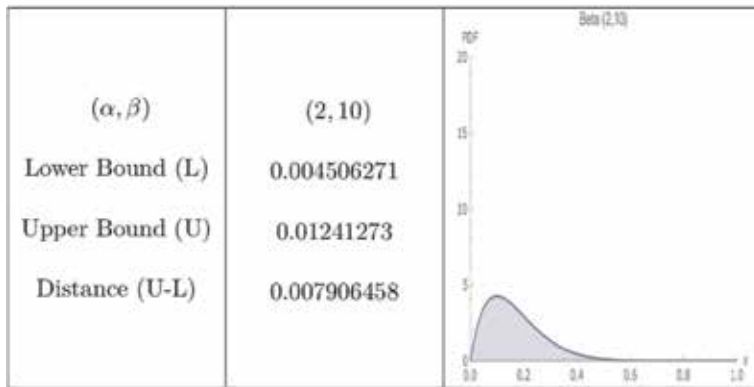 (α, β)
(2, 10)
Lower Bound (L)
0.004506271
Upper Bound (U)
0.01241273
Distance (U-L)
0.007906458
Beta (2,10)
PDF
20
15
10
5
0
0.0 0.2 0.4 0.6 0.8 1.0
x